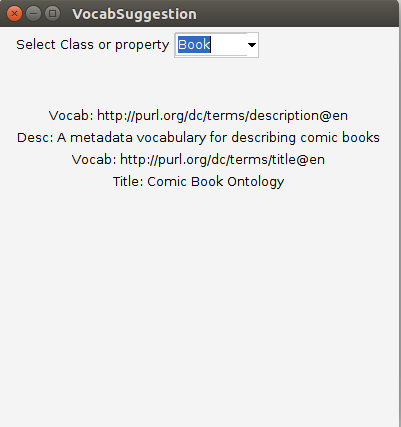 VocabSuggestion
Select Class or property Book
Vocab: http://purl.org/dc/terms/description@en
Desc: A metadata vocabulary for describing comic books
Vocab: http://purl.org/dc/terms/title@en
Title: Comic Book Ontology